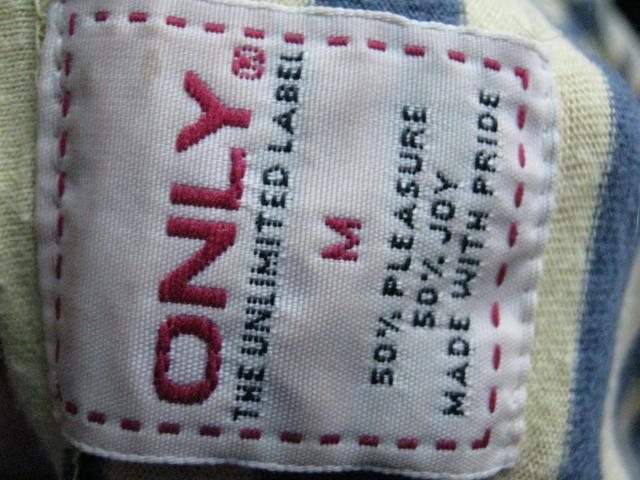 ONLY®
THE UNLIMITED LABEL
M
50% PLEASURE
50% JOY
MADE WITH PRIDE